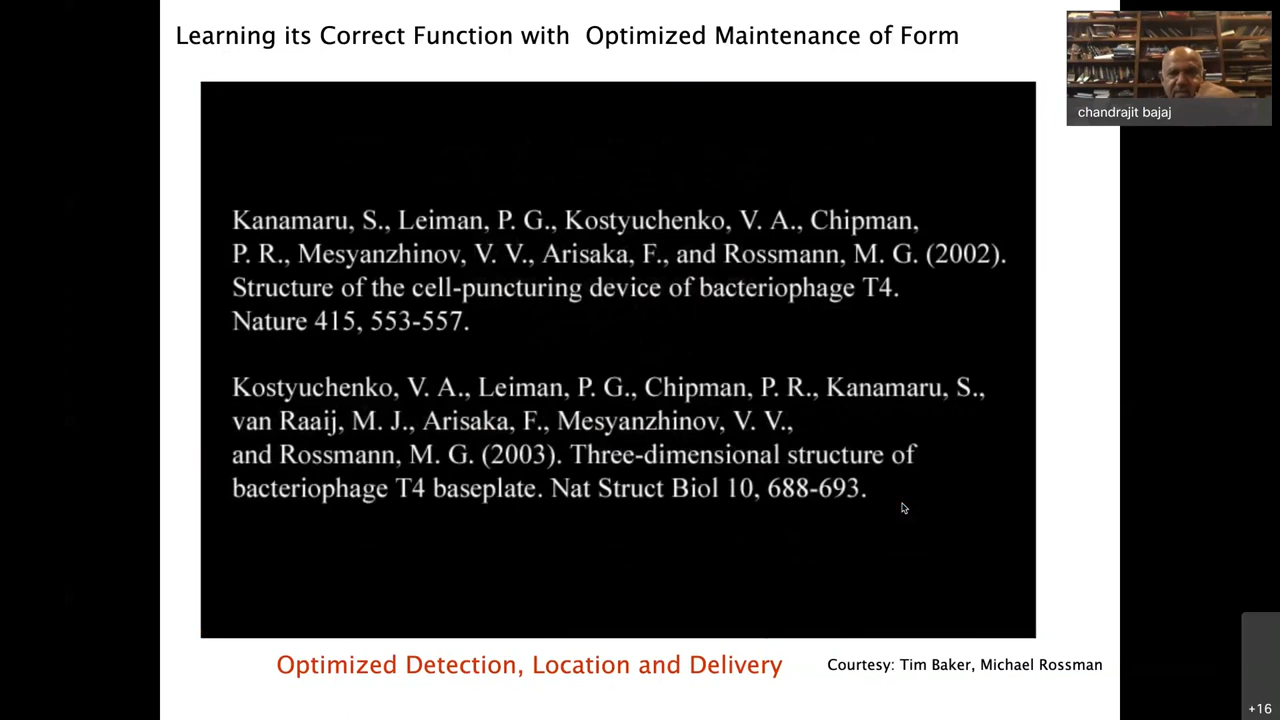 Learning its Correct Function with Optimized Maintenance of Form
chandrajit bajaj
Kanamaru, S., Leiman, P. G., Kostyuchenko, V. A., Chipman,
P. R., Mesyanzhinov, V. V., Arisaka, F., and Rossmann, M. G. (2002).
Structure of the cell-puncturing device of bacteriophage T4.
Nature 415, 553-557.
Kostyuchenko, V. A., Leiman, P. G., Chipman, P. R., Kanamaru, S.,
van Raaij, M. J., Arisaka, F., Mesyanzhinov, V. V.,
and Rossmann, M. G. (2003). Three-dimensional structure of
bacteriophage T4 baseplate. Nat Struct Biol 10, 688-693.
Optimized Detection, Location and Delivery
Courtesy: Tim Baker, Michael Rossman
+16